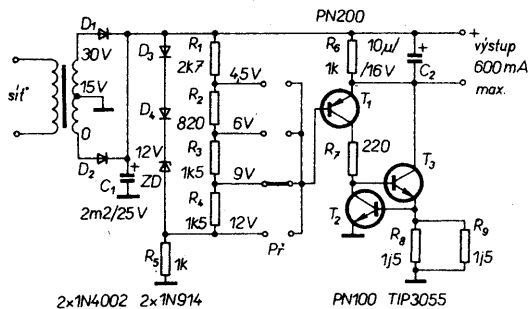 PN200
D₁
30V
15V
0
síť
D₂
C₁
+
2m2/25V
D₃
D₄
12V
ZD
R₅
1k
R₁
2k7
R₂
820
R₃
1k5
R₄
1k5
4,5V
6V
9V
12V
Př
R₆
1k
10μ/
/16V
+
C₂
T₁
R₇
220
T₃
T₂
R₈
1j5
R₉
1j5
+
výstup
600mA
max.
2×1N4002 2×1N914
PN100 TIP3055